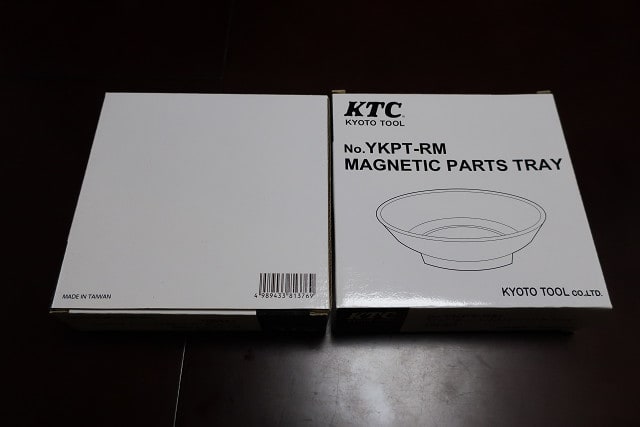 MADE IN TAIWAN
4 989433 813769
KTC
KYOTO TOOL
No.YKPT-RM
MAGNETIC PARTS TRAY
KYOTO TOOL CO.,LTD.